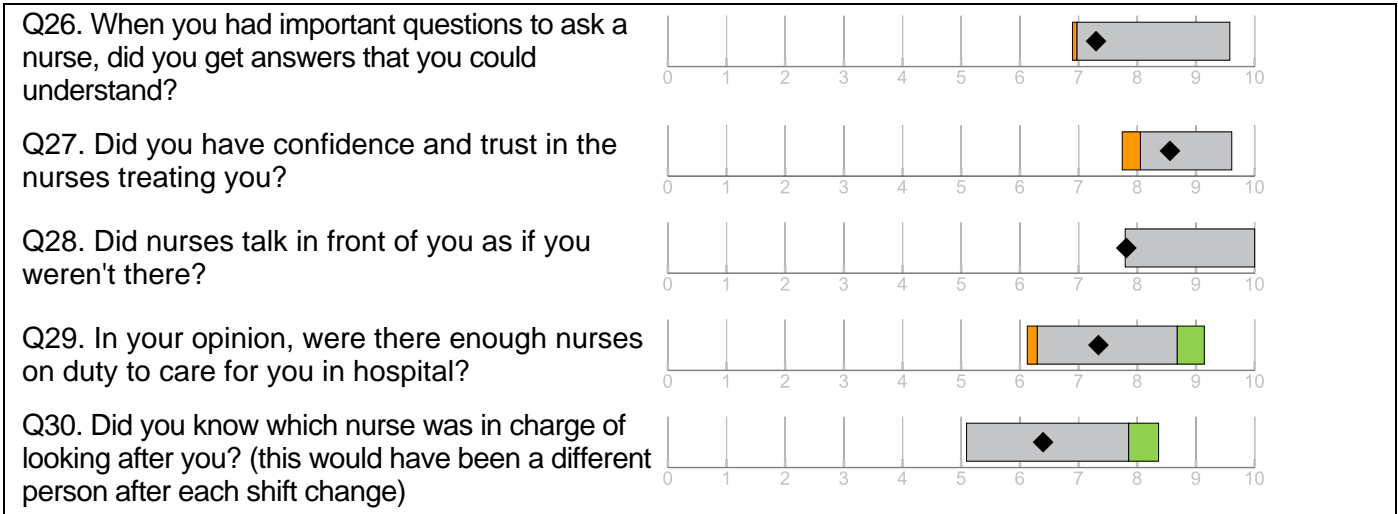 Q26. When you had important questions to ask a
nurse, did you get answers that you could
understand?
0 1 2 3 4 5 6 7 8 9 10
Q27. Did you have confidence and trust in the
nurses treating you?
0 1 2 3 4 5 6 7 8 9 10
Q28. Did nurses talk in front of you as if you
weren't there?
0 1 2 3 4 5 6 7 8 9 10
Q29. In your opinion, were there enough nurses
on duty to care for you in hospital?
0 1 2 3 4 5 6 7 8 9 10
Q30. Did you know which nurse was in charge of
looking after you? (this would have been a different
person after each shift change)
0 1 2 3 4 5 6 7 8 9 10